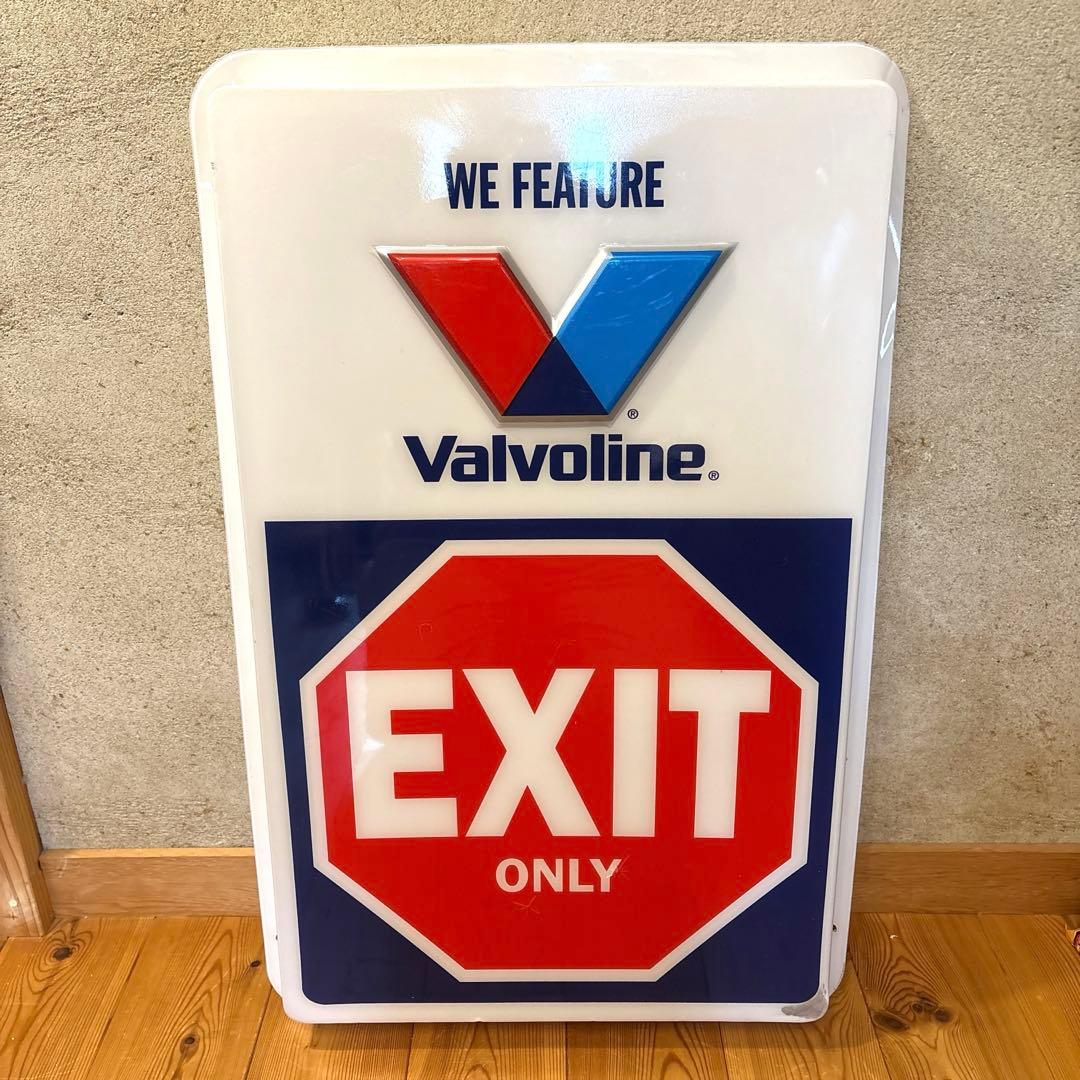 WE FEATURE
®
Valvoline®
EXIT
ONLY